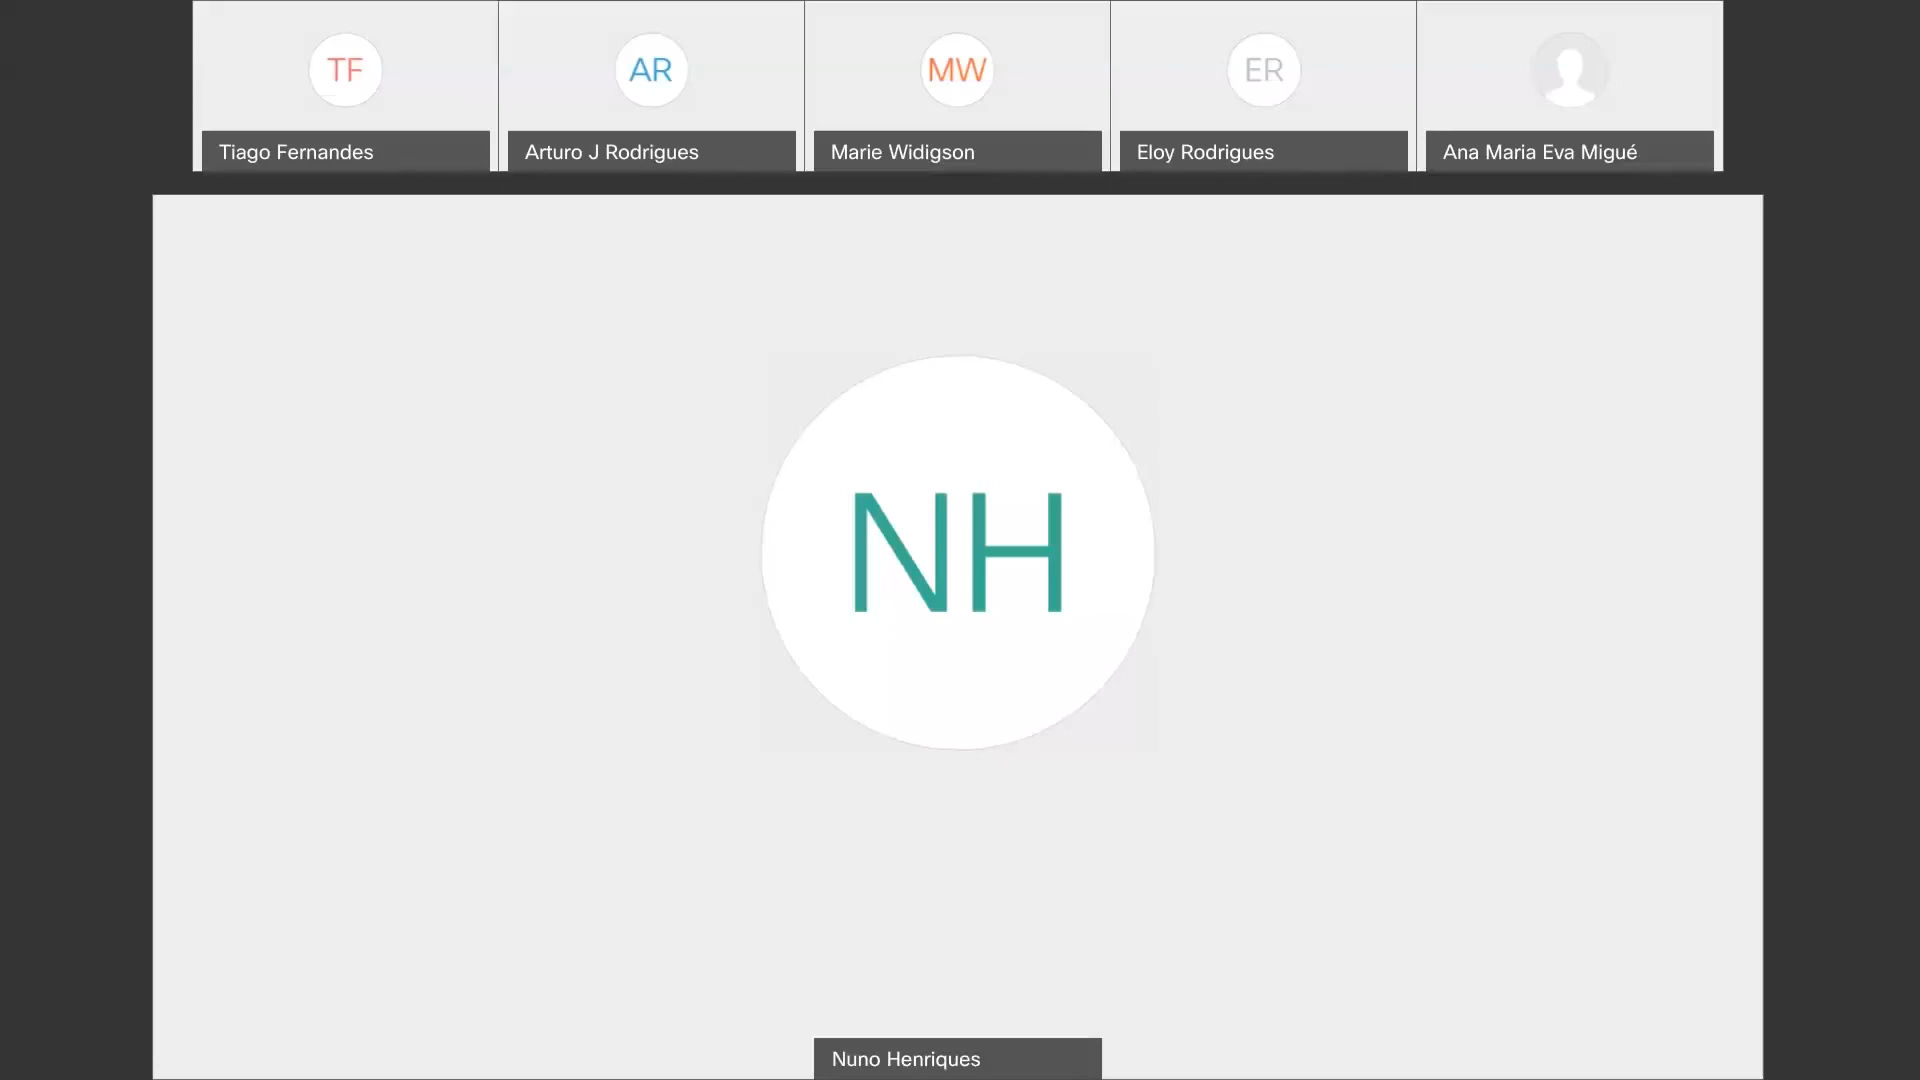 TF
AR
MW
ER
Tiago Fernandes
Arturo J Rodrigues
Marie Widigson
Eloy Rodrigues
Ana Maria Eva Migué
NH
Nuno Henriques